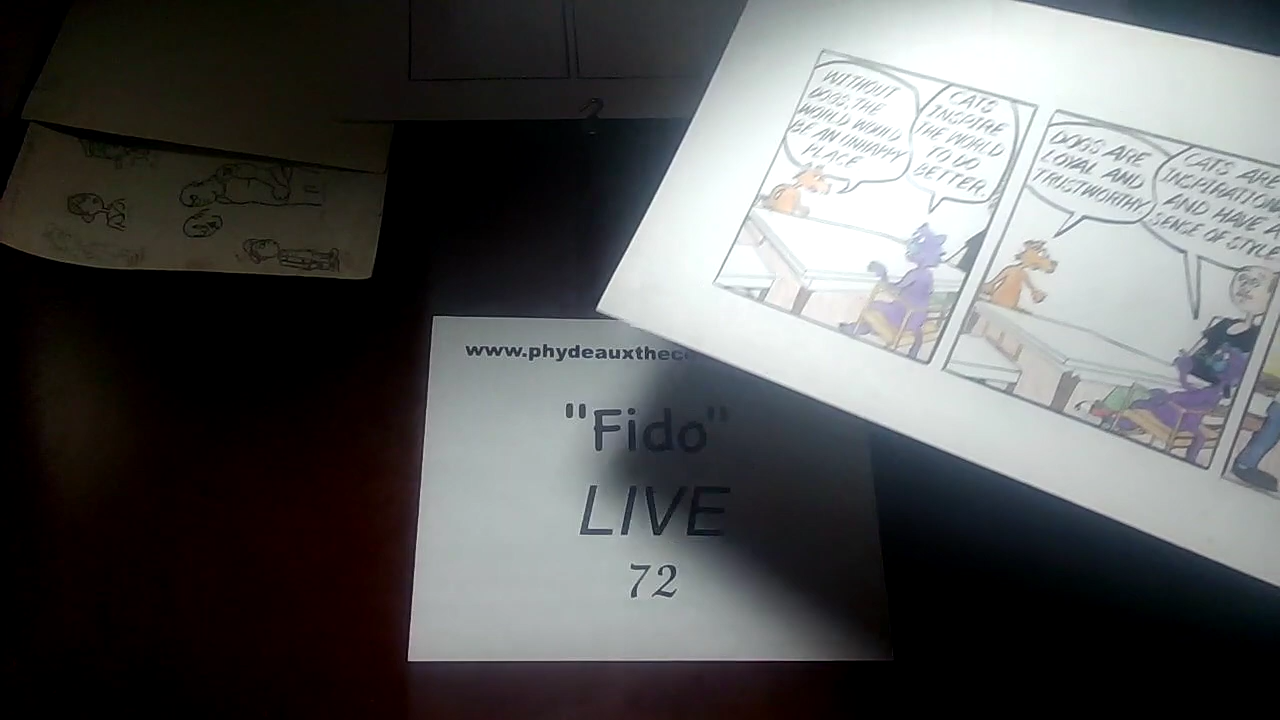 WITHOUT
DOGS, THE
WORLD WOULD
BE AN UNHAPPY
PLACE
CATS
INSPIRE
THE WORLD
TO DO
BETTER.
DOGS ARE
LOYAL AND
TRUSTWORTHY
CATS ARE
INSPIRATIONA
AND HAVE A
SENSE OF STYLE
www.phydeauxthec
"Fido"
LIVE
72